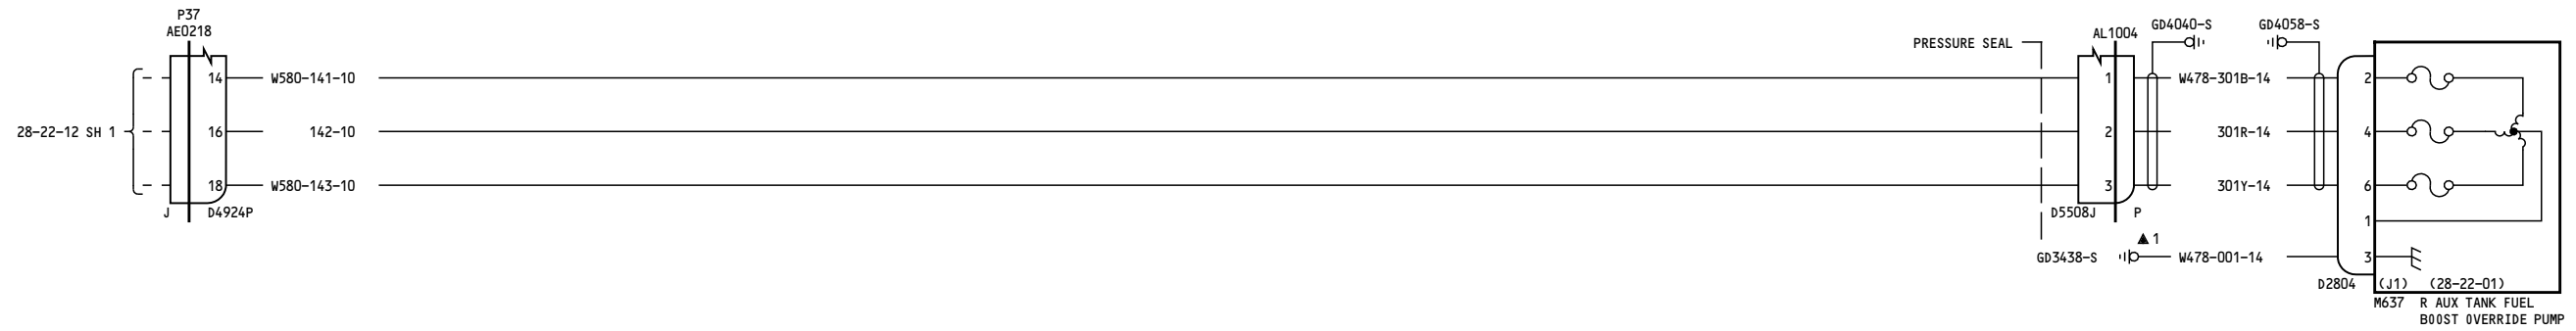 P37
AE0218
28-22-12 SH 1
14
W580-141-10
16
142-10
18
W580-143-10
J
D4924P
PRESSURE SEAL
AL1004
GD4040-S
GD4058-S
1
W478-301B-14
2
2
301R-14
4
3
301Y-14
6
D5508J
P
1
1
GD3438-S
W478-001-14
3
D2804
(J1)
(28-22-01)
M637
R AUX TANK FUEL
BOOST OVERRIDE PUMP